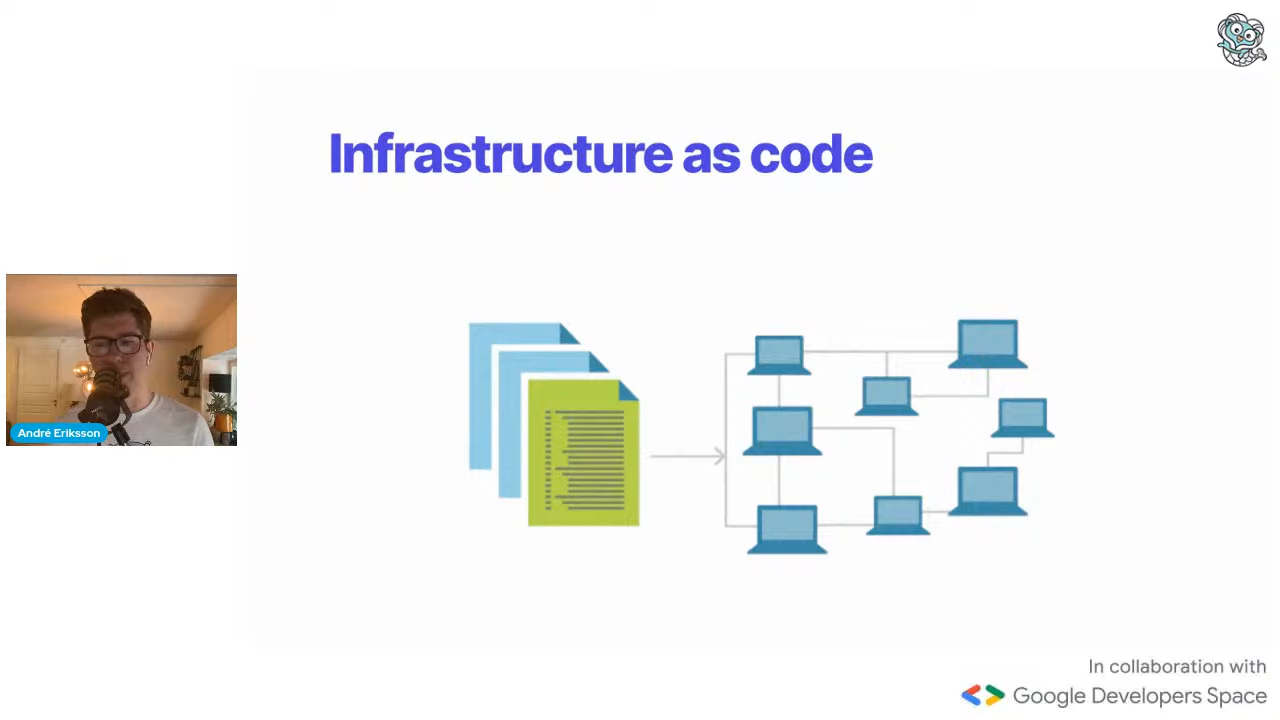 Infrastructure as code
André Eriksson
In collaboration with
Google Developers Space